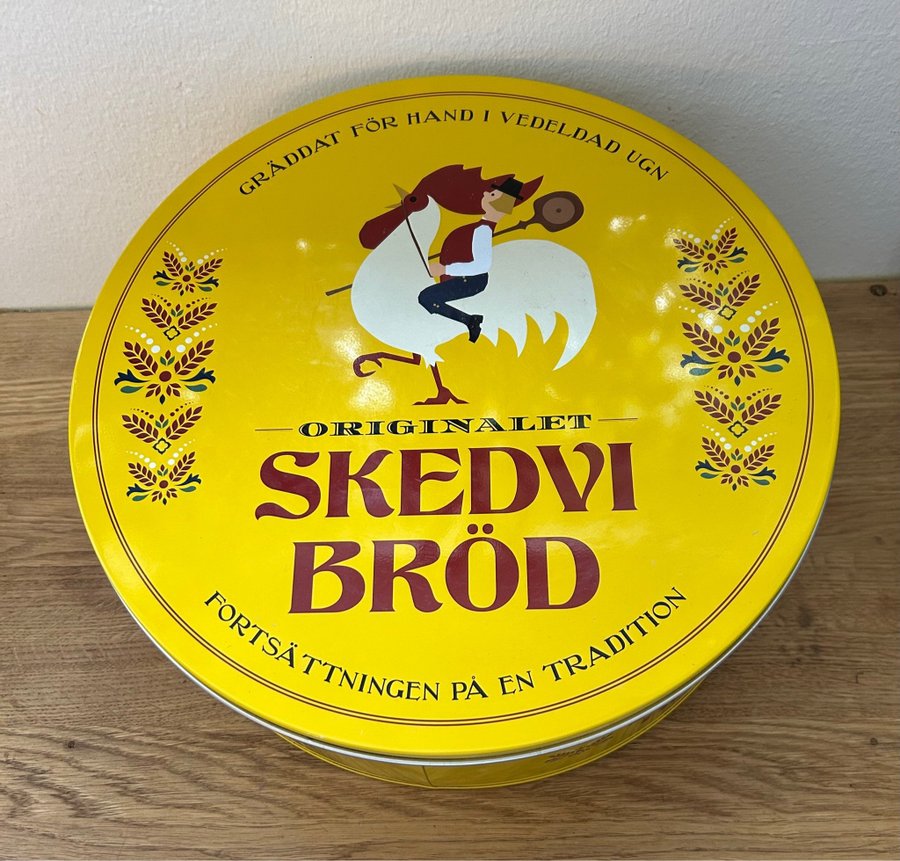 GRÄDDAT FÖR HAND I VEDELDAD UGN
ORIGINALET
SKEDVI
BRÖD
FORTSÄTTNINGEN PÅ EN TRADITION